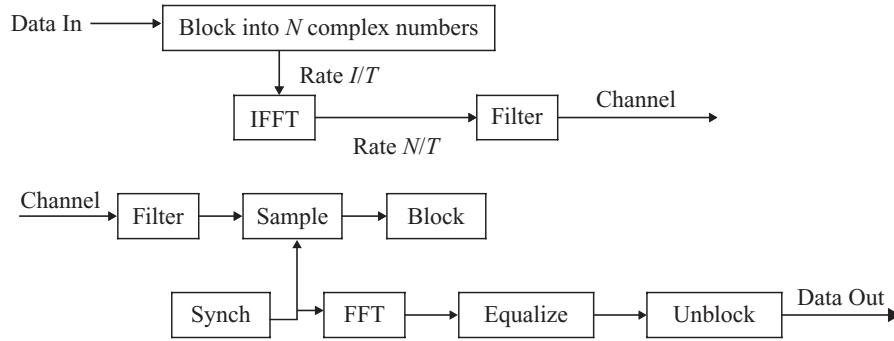 Data In
Block into N complex numbers
Rate I/T
IFFT
Rate N/T
Filter
Channel
Channel
Filter
Sample
Block
Synch
FFT
Equalize
Unblock
Data Out